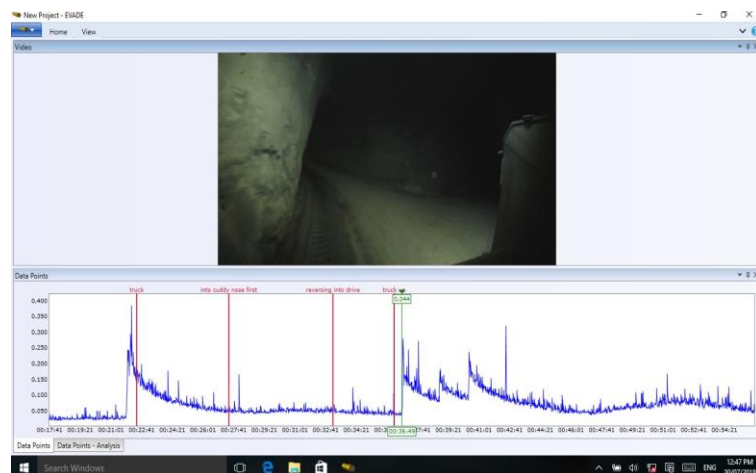 New Project - EVADE
Home View
Video
Data Points
truck into cuddy noze first reversing into drive truck
0.044
0.400
0.350
0.300
0.250
0.200
0.150
0.100
0.050
00:17:41 00:19:21 00:21:01 00:22:41 00:24:21 00:26:01 00:27:41 00:29:21 00:31:01 00:32:41 00:34:21 00:36:49 00:39:21 00:41:01 00:42:41 00:44:21 00:46:01 00:47:41 00:49:21 00:51:01 00:52:41 00:54:21
Data Points Data Points - Analysis
Search Windows
ENG
12:47 PM